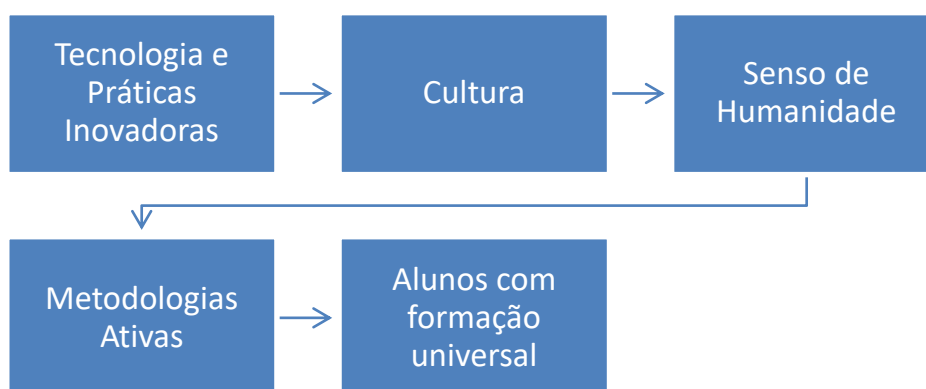 Tecnologia e
Práticas
Inovadoras
Cultura
Senso de
Humanidade
Metodologias
Ativas
Alunos com
formação
universal